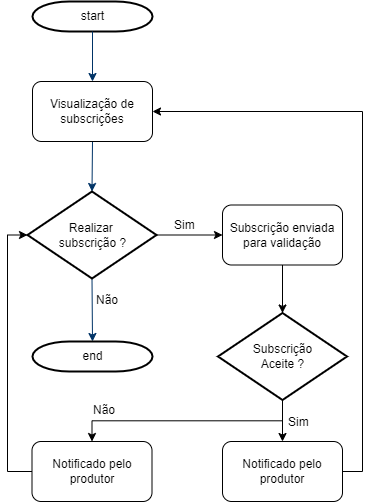 start
Visualização de
subscrições
Realizar
subscrição ?
Sim
Subscrição enviada
para validação
Não
end
Subscrição
Aceite ?
Não
Sim
Notificado pelo
produtor
Notificado pelo
produtor